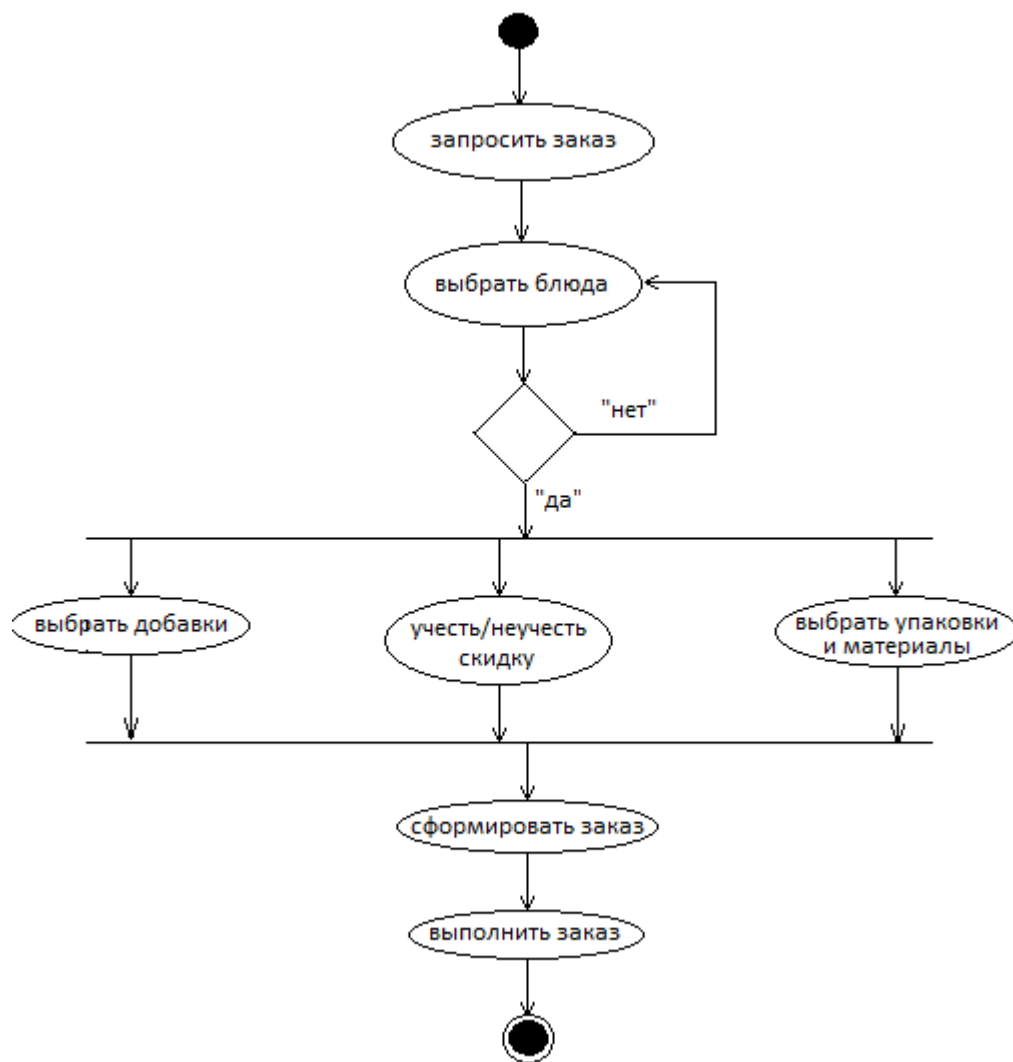 запросить заказ
выбрать блюда
"нет"
"да"
выбрать добавки
учесть/неучесть
скидку
выбрать упаковки
и материалы
сформировать заказ
выполнить заказ